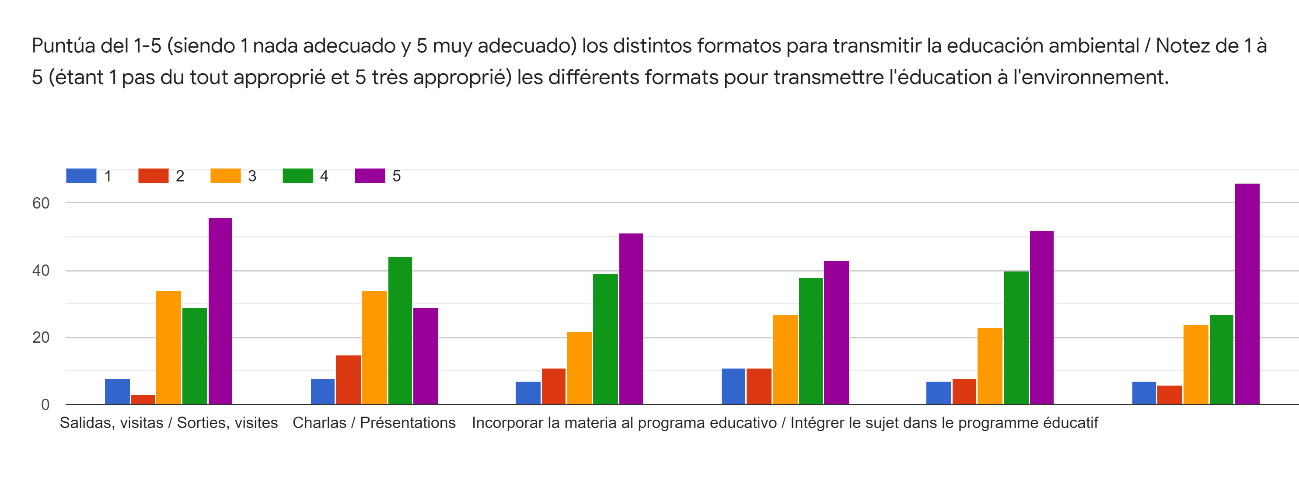 Puntúa del 1-5 (siendo 1 nada adecuado y 5 muy adecuado) los distintos formatos para transmitir la educación ambiental / Notez de 1 à
5 (étant 1 pas du tout approprié et 5 très approprié) les différents formats pour transmettre l'éducation à l'environnement.
1 2 3 4 5
60
40
20
0
Salidas, visitas / Sorties, visites Charlas / Présentations Incorporar la materia al programa educativo / Intégrer le sujet dans le programme éducatif